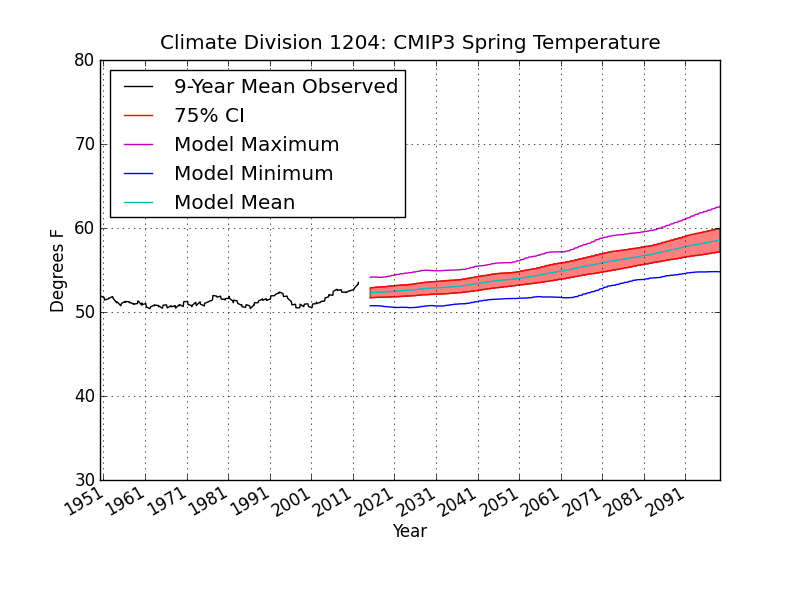 Climate Division 1204: CMIP3 Spring Temperature
80
70
60
50
40
30
Degrees F
9-Year Mean Observed
75% CI
Model Maximum
Model Minimum
Model Mean
1951 1961 1971 1981 1991 2001 2011 2021 2031 2041 2051 2061 2071 2081 2091
Year